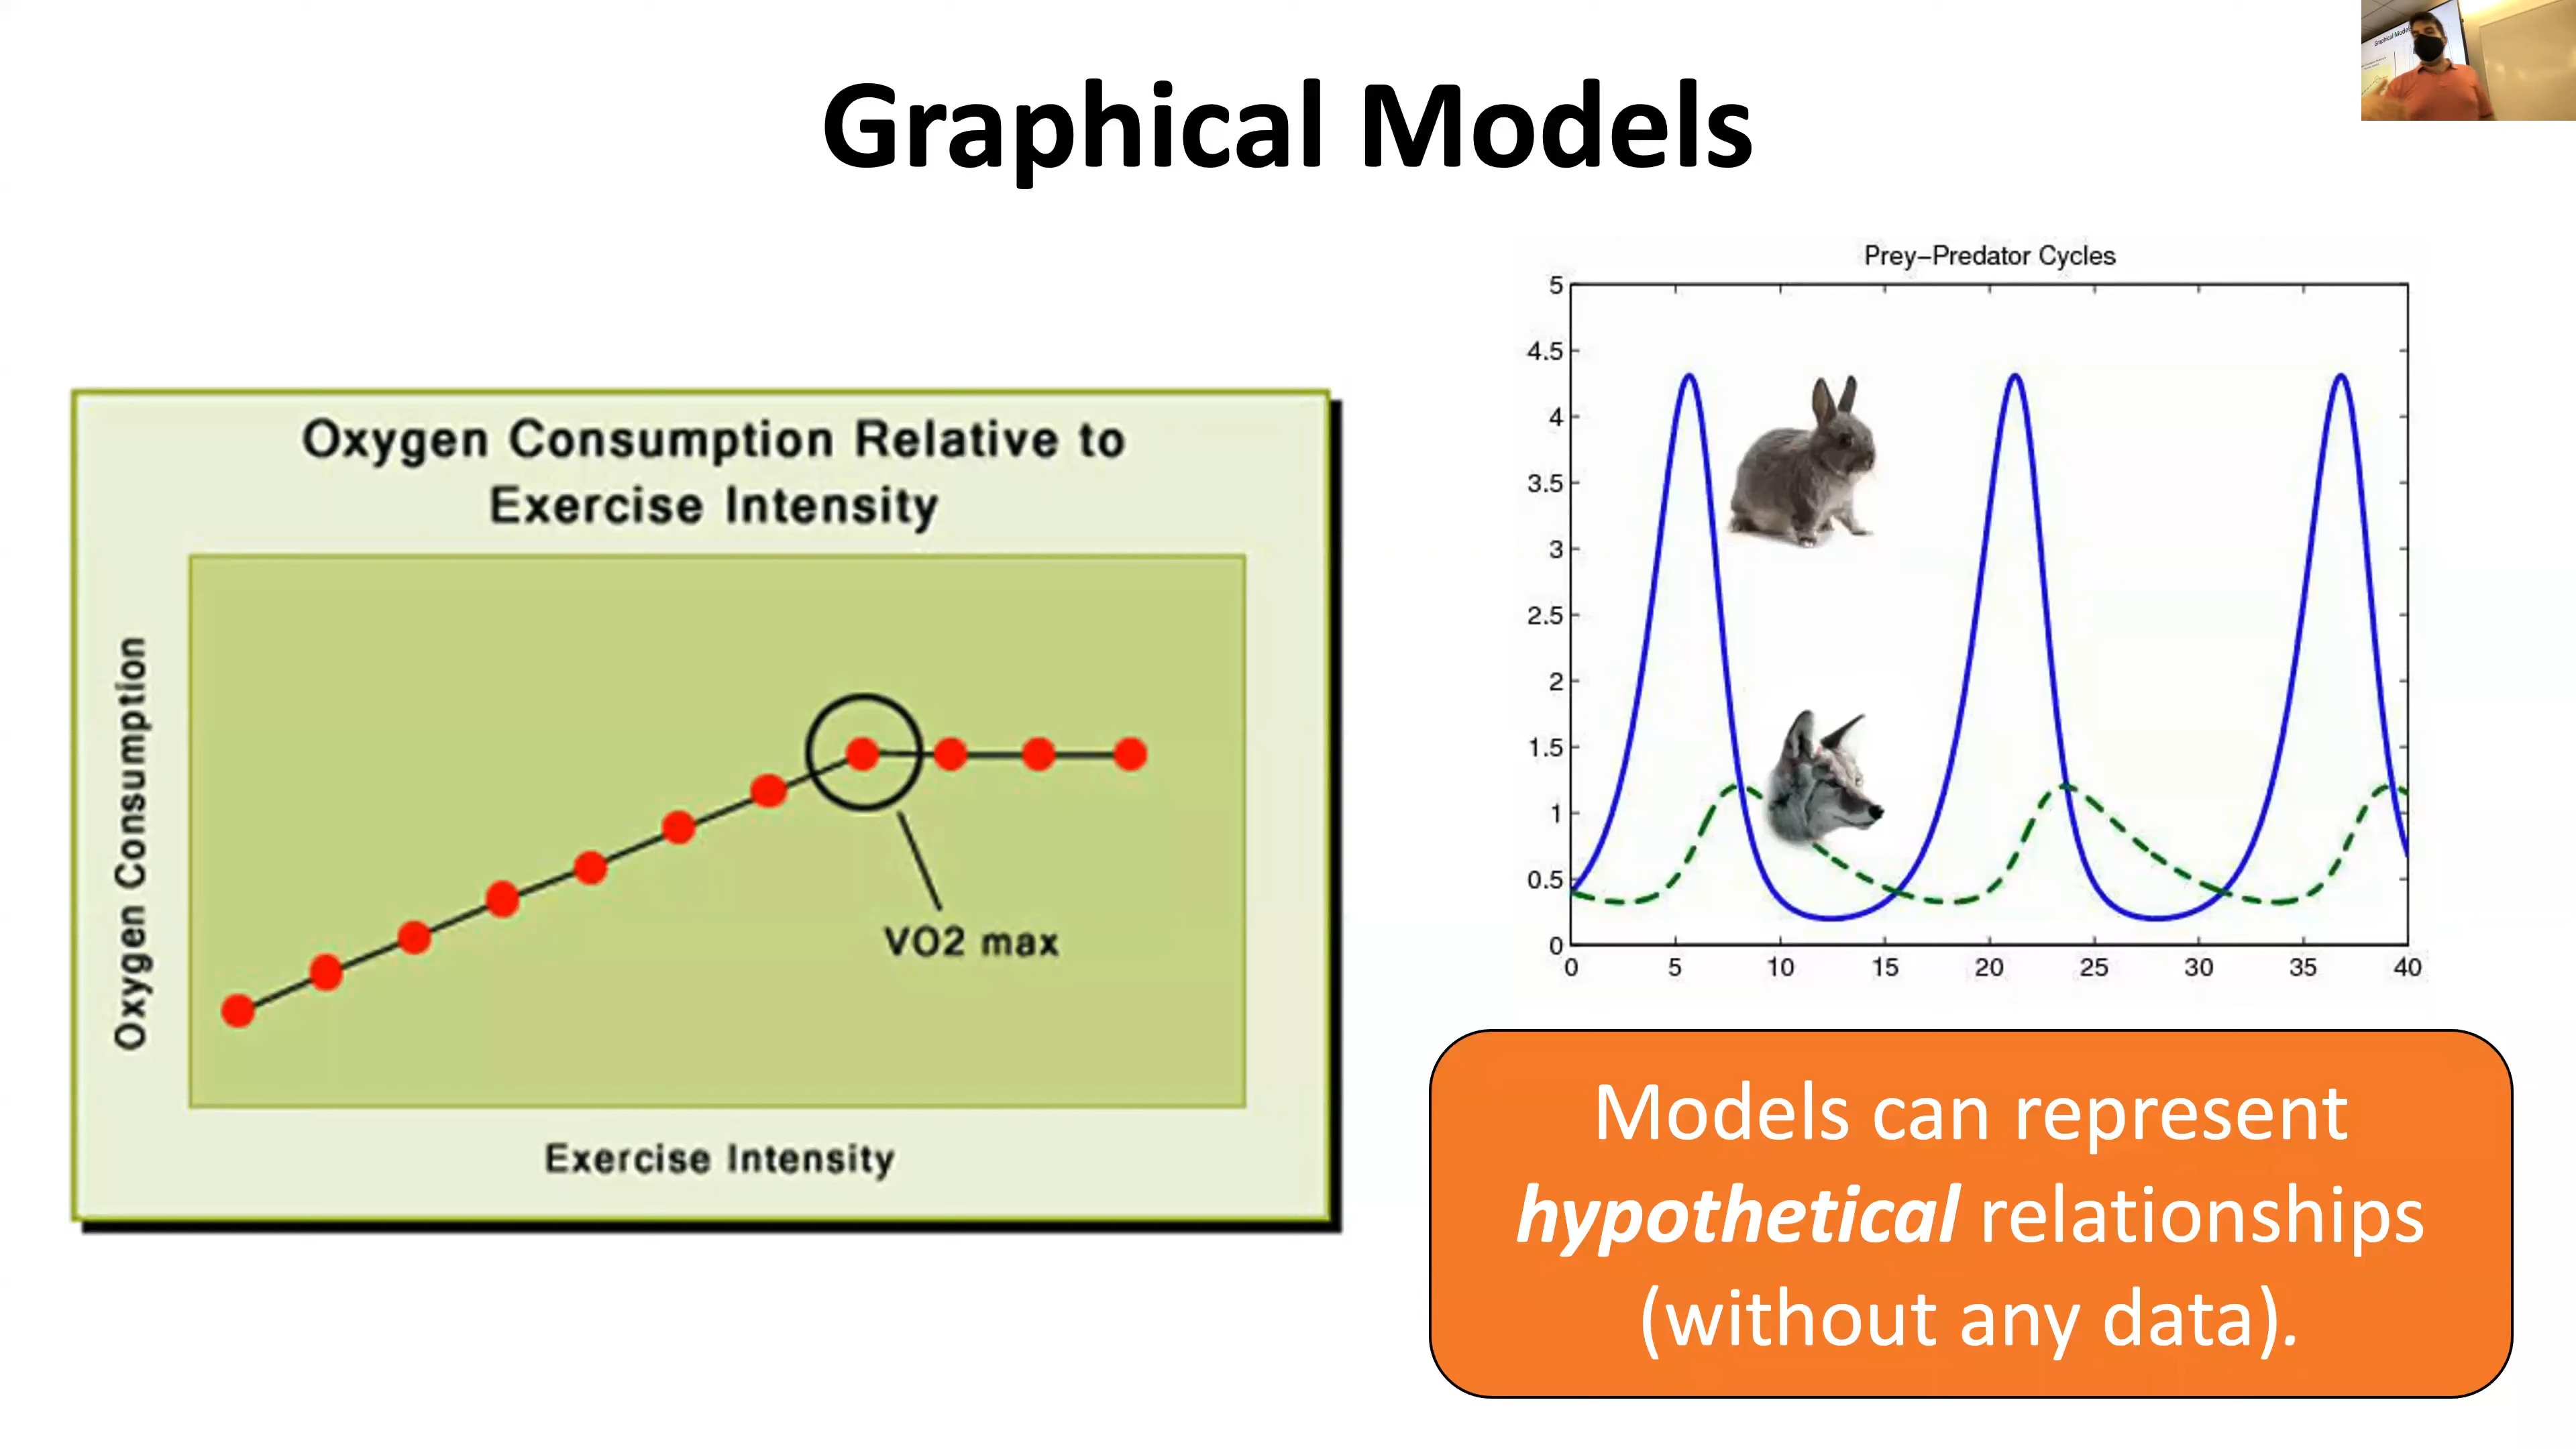 Graphical Models
Oxygen Consumption Relative to
Exercise Intensity
Oxygen Consumption
VO2 max
Exercise Intensity
Prey–Predator Cycles
5
4.5
4
3.5
3
2.5
2
1.5
1
0.5
0
0 5 10 15 20 25 30 35 40
Models can represent
hypothetical relationships
(without any data).